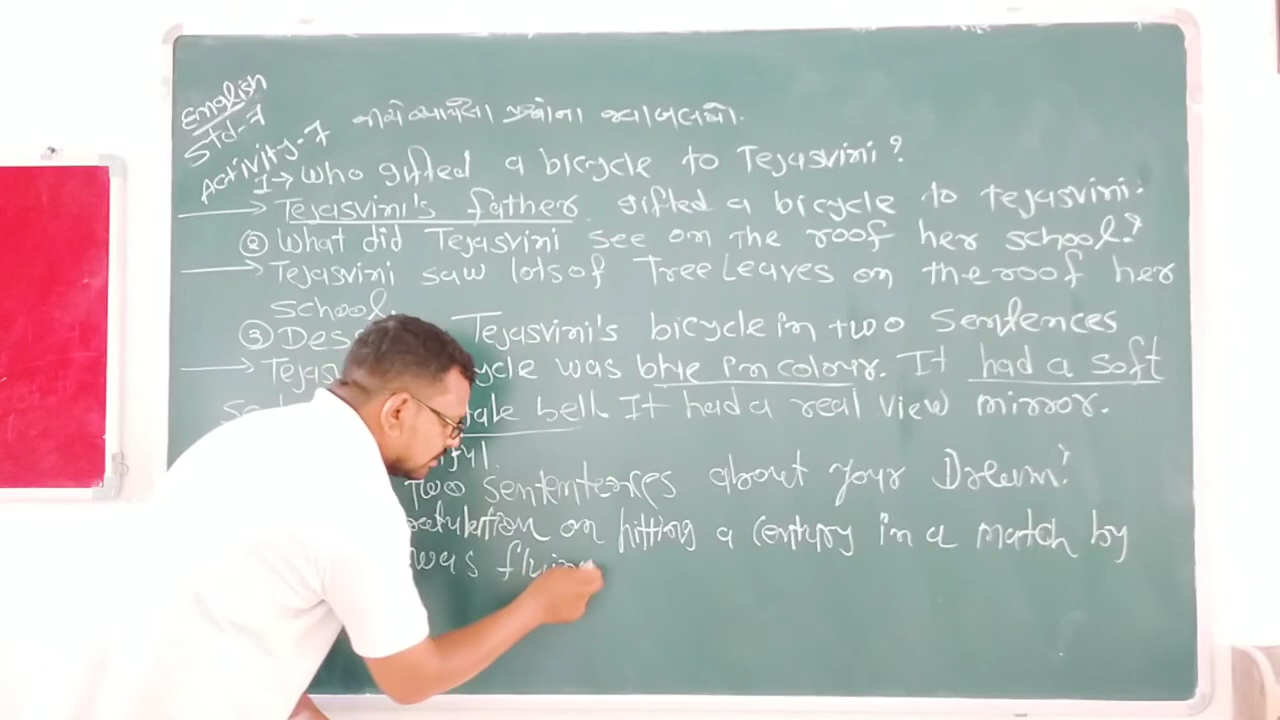 English
Std-7
Activity-7
નીચે આપેલા પ્રશ્નોના જવાબ લખો.
1→ Who gifted a bicycle to Tejasvini?
→ Tejasvini's father gifted a bicycle to tejasvini.
② What did Tejasvini see on the roof her school?
→ Tejasvini saw lots of Tree Leaves on the roof her
school.
③ Des Tejasvini's bicycle in two sentences
→ Tejasv ycle was blue in colour. It had a soft
bell It had a real view mirror.
Two about your Dream?
on hitting a century in a match by
was